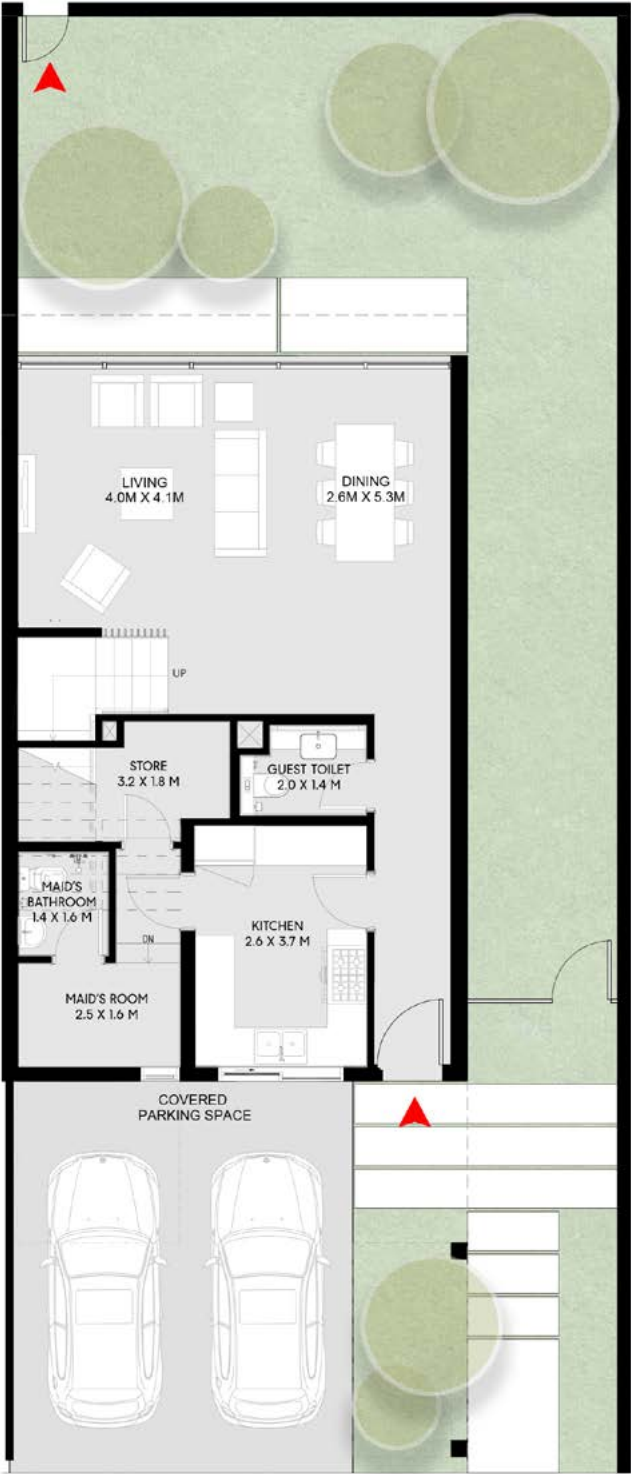 LIVING
4.0M X 4.1M
DINING
2.6M X 5.3M
UP
STORE
3.2 X 1.8 M
GUEST TOILET
2.0 X 1.4 M
MAID'S
BATHROOM
1.4 X 1.6 M
KITCHEN
2.6 X 3.7 M
DN
MAID'S ROOM
2.5 X 1.6 M
COVERED
PARKING SPACE